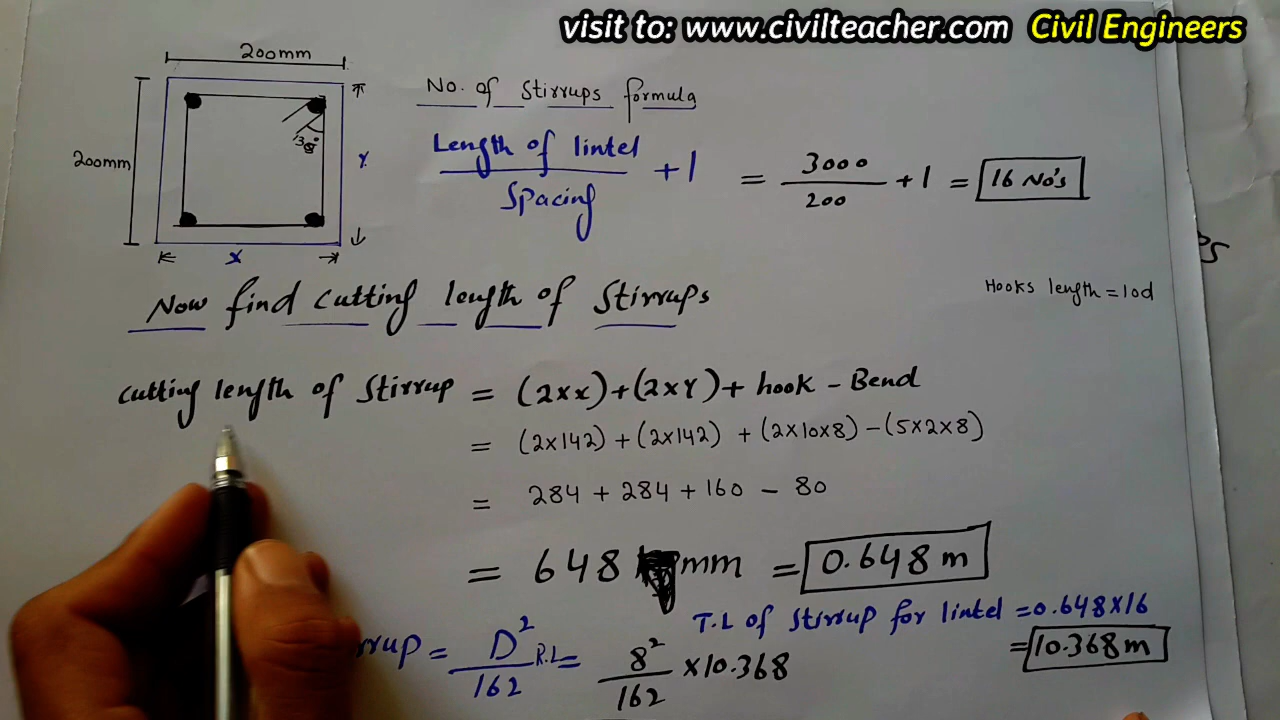 visit to: www.civilteacher.com Civil Engineers
200mm
200mm
Y
X
No. of Stirrups formula
Length of lintel / Spacing + 1 = 3000 / 200 + 1 = 16 No's
Now find cutting length of Stirrups
Hooks length = 10d
Cutting length of Stirrup = (2×X)+(2×Y)+ hook - Bend
= (2×142) + (2×142) + (2×10×8) - (5×2×8)
= 284 + 284 + 160 - 80
= 648 mm = 0.648 m
T.L of Stirrup for lintel = 0.648×16
= 10.368m
rrup = D² / 162 R.L = 8² / 162 × 10.368